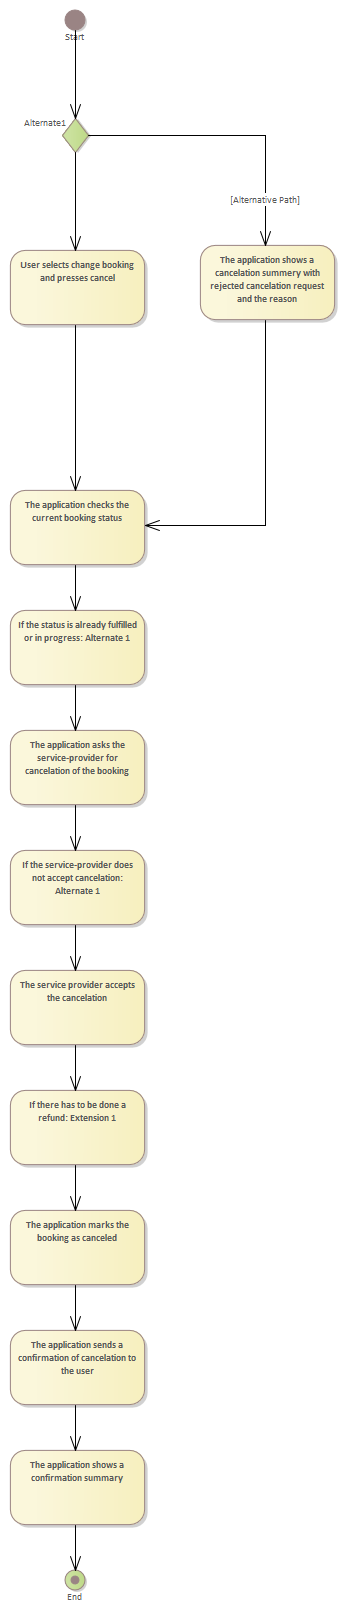 Start
Alternate1
[Alternative Path]
User selects change booking
and presses cancel
The application shows a
cancelation summery with
rejected cancelation request
and the reason
The application checks the
current booking status
If the status is already fulfilled
or in progress: Alternate 1
The application asks the
service-provider for
cancelation of the booking
If the service-provider does
not accept cancelation:
Alternate 1
The service provider accepts
the cancelation
If there has to be done a
refund: Extension 1
The application marks the
booking as canceled
The application sends a
confirmation of cancelation to
the user
The application shows a
confirmation summary
End